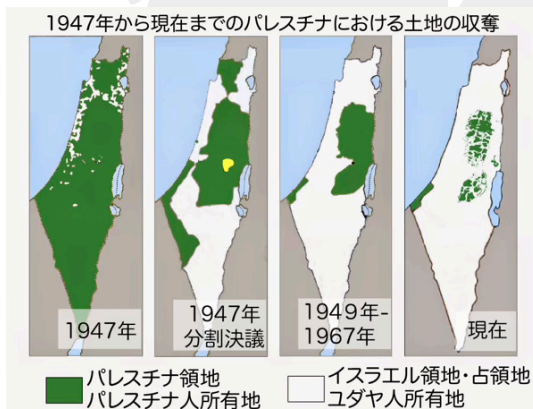 1947年から現在までのパレスチナにおける土地の収奪
1947年
1947年
分割決議
1949年-
1967年
現在
パレスチナ領地
パレスチナ人所有地
イスラエル領地・占領地
ユダヤ人所有地